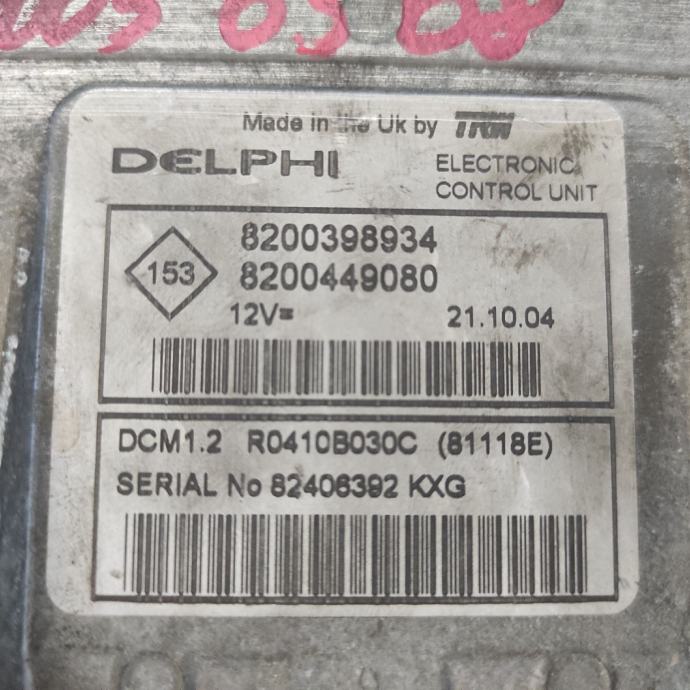 Made in the Uk by TRW
DELPHI
ELECTRONIC
CONTROL UNIT
153
8200398934
8200449080
12V=
21.10.04
DCM1.2 R0410B030C (81118E)
SERIAL No 82406392 KXG